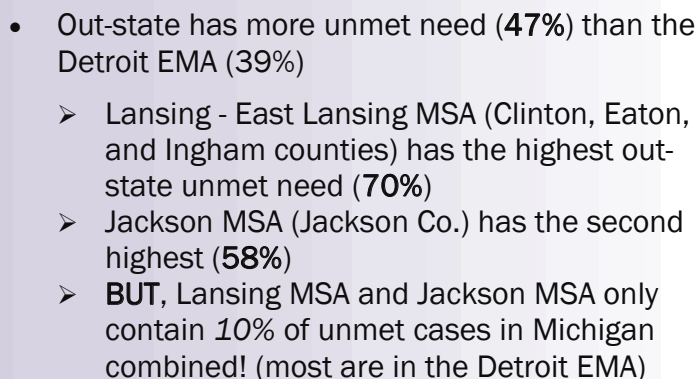 • Out-state has more unmet need (47%) than the
Detroit EMA (39%)
➢ Lansing - East Lansing MSA (Clinton, Eaton,
and Ingham counties) has the highest out-
state unmet need (70%)
➢ Jackson MSA (Jackson Co.) has the second
highest (58%)
➢ BUT, Lansing MSA and Jackson MSA only
contain 10% of unmet cases in Michigan
combined! (most are in the Detroit EMA)